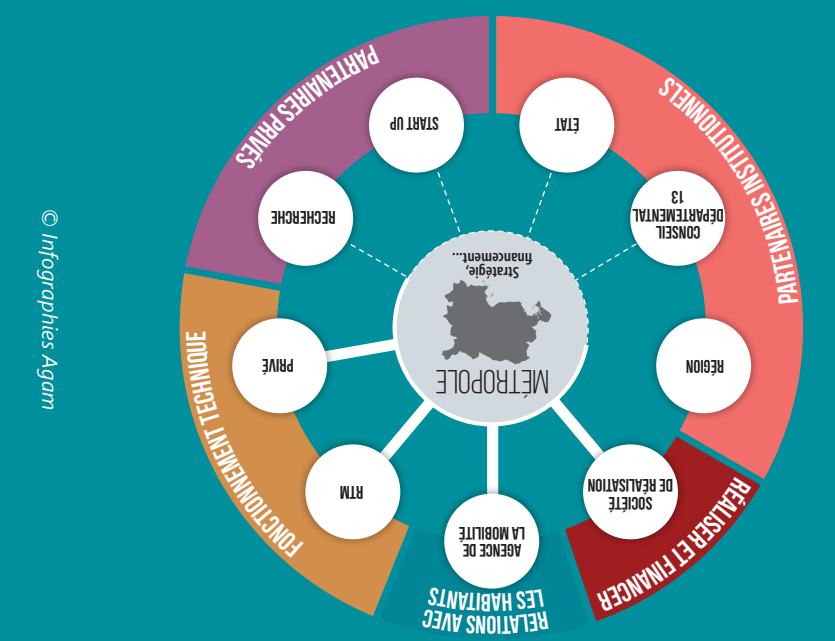 RELATIONS AVEC
LES HABITANTS
AGENCE DE
LA MOBILITÉ
RÉALISER ET FINANCER
SOCIÉTÉ
DE RÉALISATION
FONCTIONNEMENT TECHNIQUE
RTM
PRIVÉ
MÉTROPOLE
Stratégie,
financement...
PARTENAIRES INSTITUTIONNELS
RÉGION
CONSEIL
DÉPARTEMENTAL
13
ÉTAT
PARTENAIRES PRIVÉS
RECHERCHE
START UP
© Infographies Agam